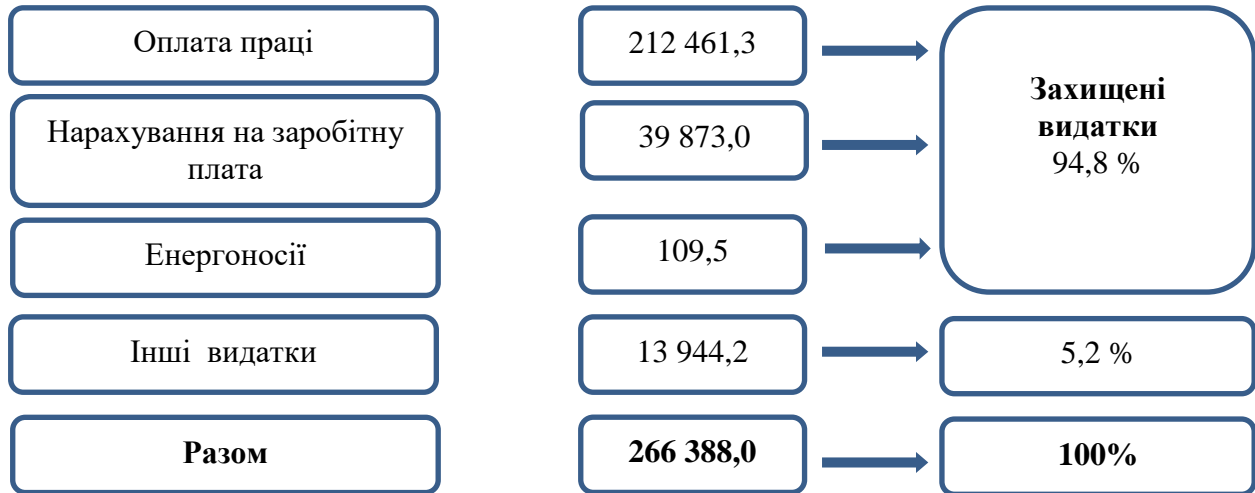 Оплата праці
212 461,3
Захищені
видатки
94,8 %
Нарахування на заробітну
плата
39 873,0
Енергоносії
109,5
Інші видатки
13 944,2
5,2 %
Разом
266 388,0
100%